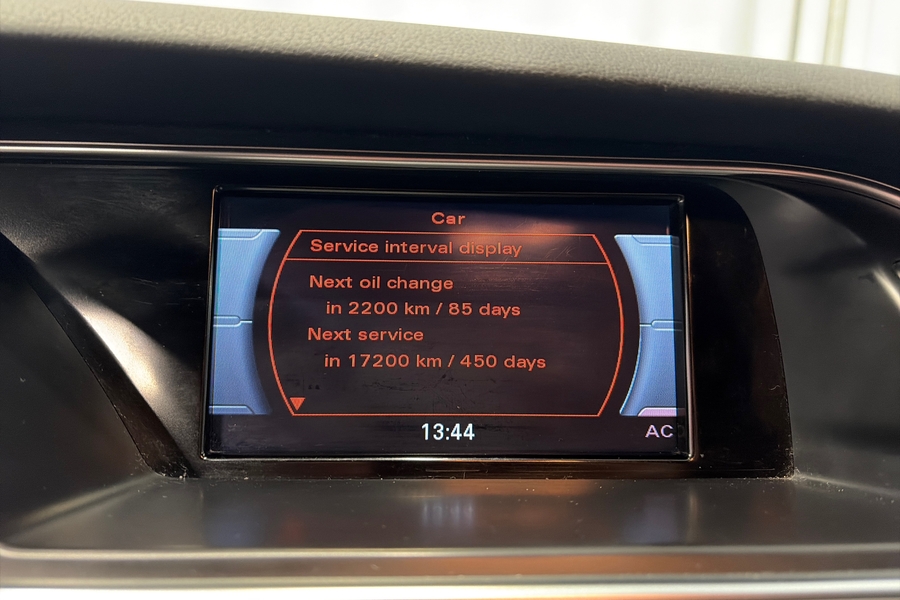 Car
Service interval display
Next oil change
in 2200 km / 85 days
Next service
in 17200 km / 450 days
13:44
AC